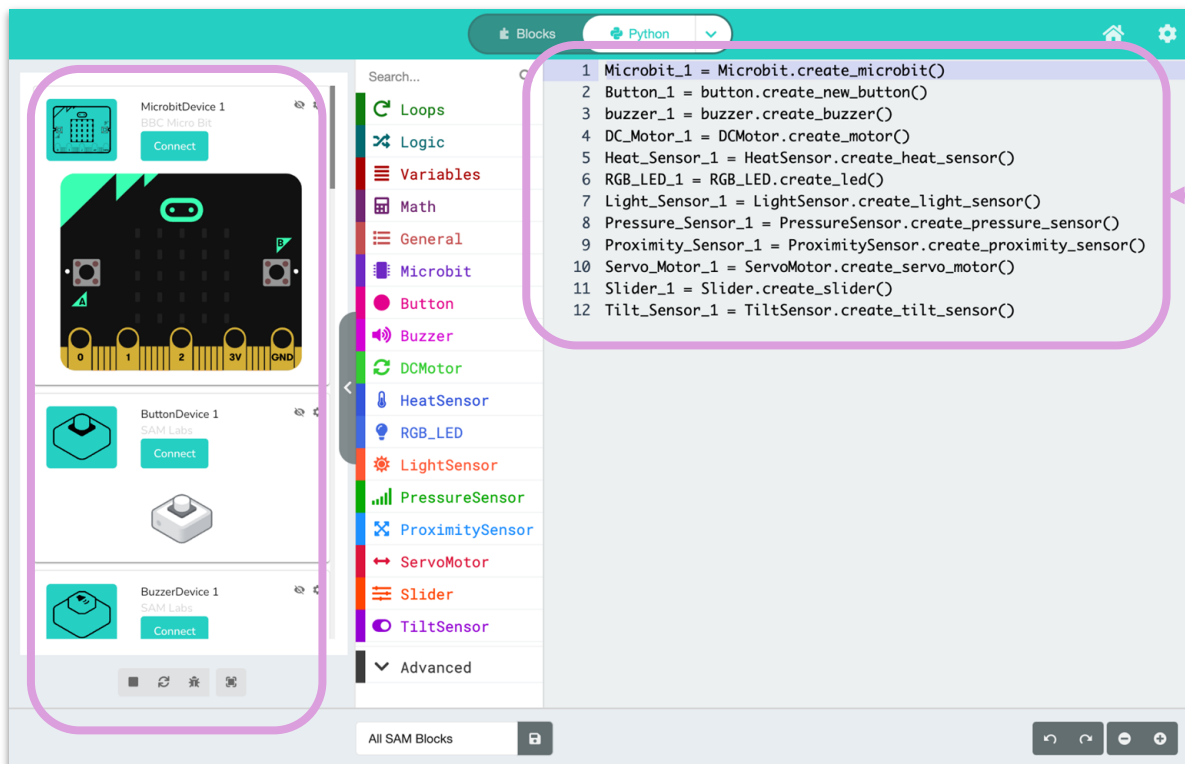 Blocks
Python
MicrobitDevice 1
BBC Micro Bit
Connect
A
B
0 1 2 3V GND
ButtonDevice 1
SAM Labs
Connect
BuzzerDevice 1
SAM Labs
Connect
Search...
Loops
Logic
Variables
Math
General
Microbit
Button
Buzzer
DCMotor
HeatSensor
RGB_LED
LightSensor
PressureSensor
ProximitySensor
ServoMotor
Slider
TiltSensor
Advanced
1 Microbit_1 = Microbit.create_microbit()
2 Button_1 = button.create_new_button()
3 buzzer_1 = buzzer.create_buzzer()
4 DC_Motor_1 = DCMotor.create_motor()
5 Heat_Sensor_1 = HeatSensor.create_heat_sensor()
6 RGB_LED_1 = RGB_LED.create_led()
7 Light_Sensor_1 = LightSensor.create_light_sensor()
8 Pressure_Sensor_1 = PressureSensor.create_pressure_sensor()
9 Proximity_Sensor_1 = ProximitySensor.create_proximity_sensor()
10 Servo_Motor_1 = ServoMotor.create_servo_motor()
11 Slider_1 = Slider.create_slider()
12 Tilt_Sensor_1 = TiltSensor.create_tilt_sensor()
All SAM Blocks